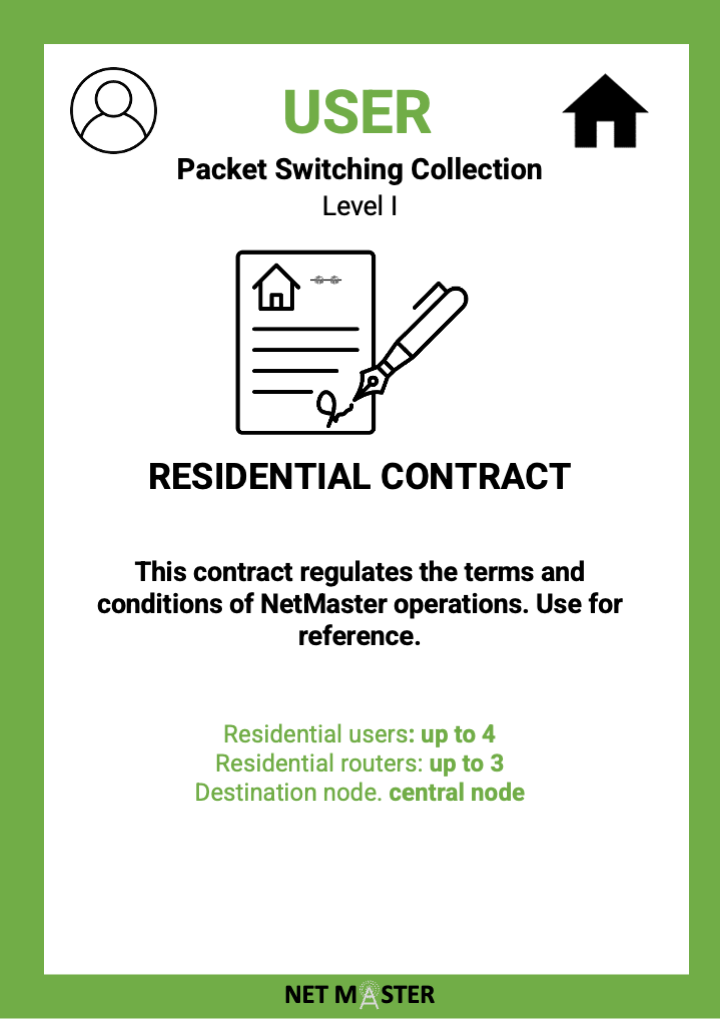 USER
Packet Switching Collection
Level I
RESIDENTIAL CONTRACT
This contract regulates the terms and
conditions of NetMaster operations. Use for
reference.
Residential users: up to 4
Residential routers: up to 3
Destination node. central node
NET MASTER